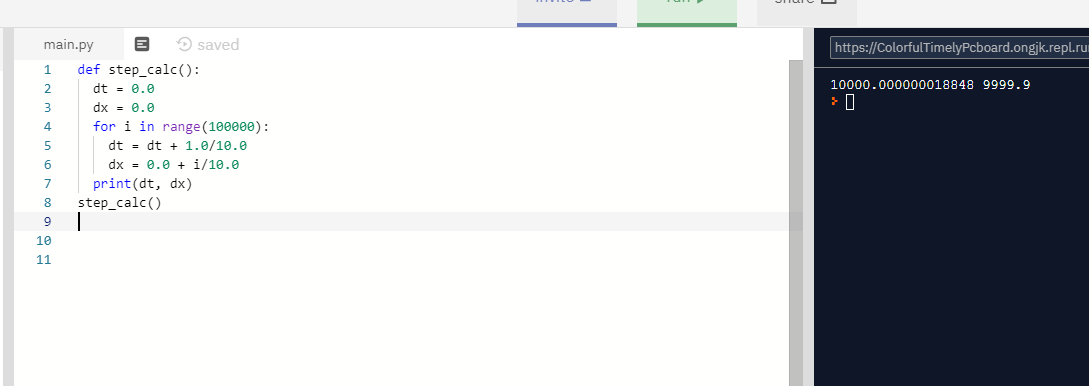 invite
run
share
main.py saved
1 def step_calc():
2 dt = 0.0
3 dx = 0.0
4 for i in range(100000):
5 dt = dt + 1.0/10.0
6 dx = 0.0 + i/10.0
7 print(dt, dx)
8 step_calc()
9
10
11
https://ColorfulTimelyPcboard.ongjk.repl.ru
10000.000000018848 9999.9